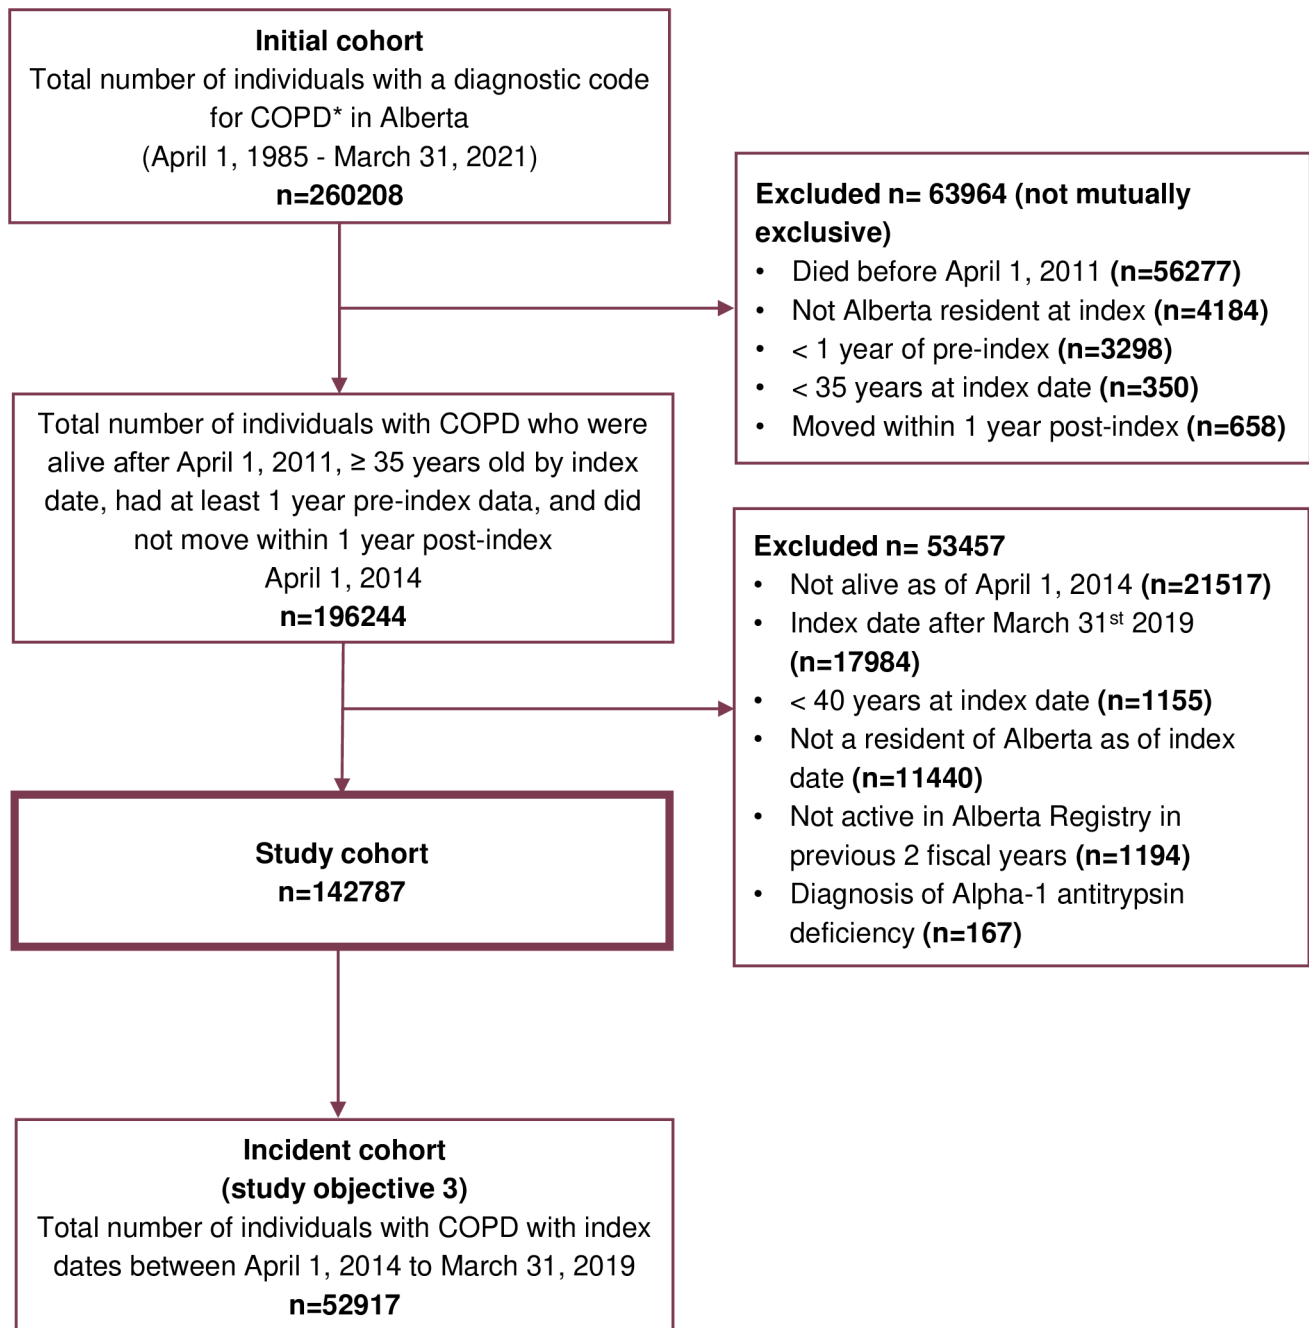 Initial cohort
Total number of individuals with a diagnostic code
for COPD* in Alberta
(April 1, 1985 - March 31, 2021)
n=260208
Excluded n= 63964 (not mutually
exclusive)
• Died before April 1, 2011 (n=56277)
• Not Alberta resident at index (n=4184)
• < 1 year of pre-index (n=3298)
• < 35 years at index date (n=350)
• Moved within 1 year post-index (n=658)
Total number of individuals with COPD who were
alive after April 1, 2011, ≥ 35 years old by index
date, had at least 1 year pre-index data, and did
not move within 1 year post-index
April 1, 2014
n=196244
Excluded n= 53457
• Not alive as of April 1, 2014 (n=21517)
• Index date after March 31st 2019
(n=17984)
• < 40 years at index date (n=1155)
• Not a resident of Alberta as of index
date (n=11440)
• Not active in Alberta Registry in
previous 2 fiscal years (n=1194)
• Diagnosis of Alpha-1 antitrypsin
deficiency (n=167)
Study cohort
n=142787
Incident cohort
(study objective 3)
Total number of individuals with COPD with index
dates between April 1, 2014 to March 31, 2019
n=52917